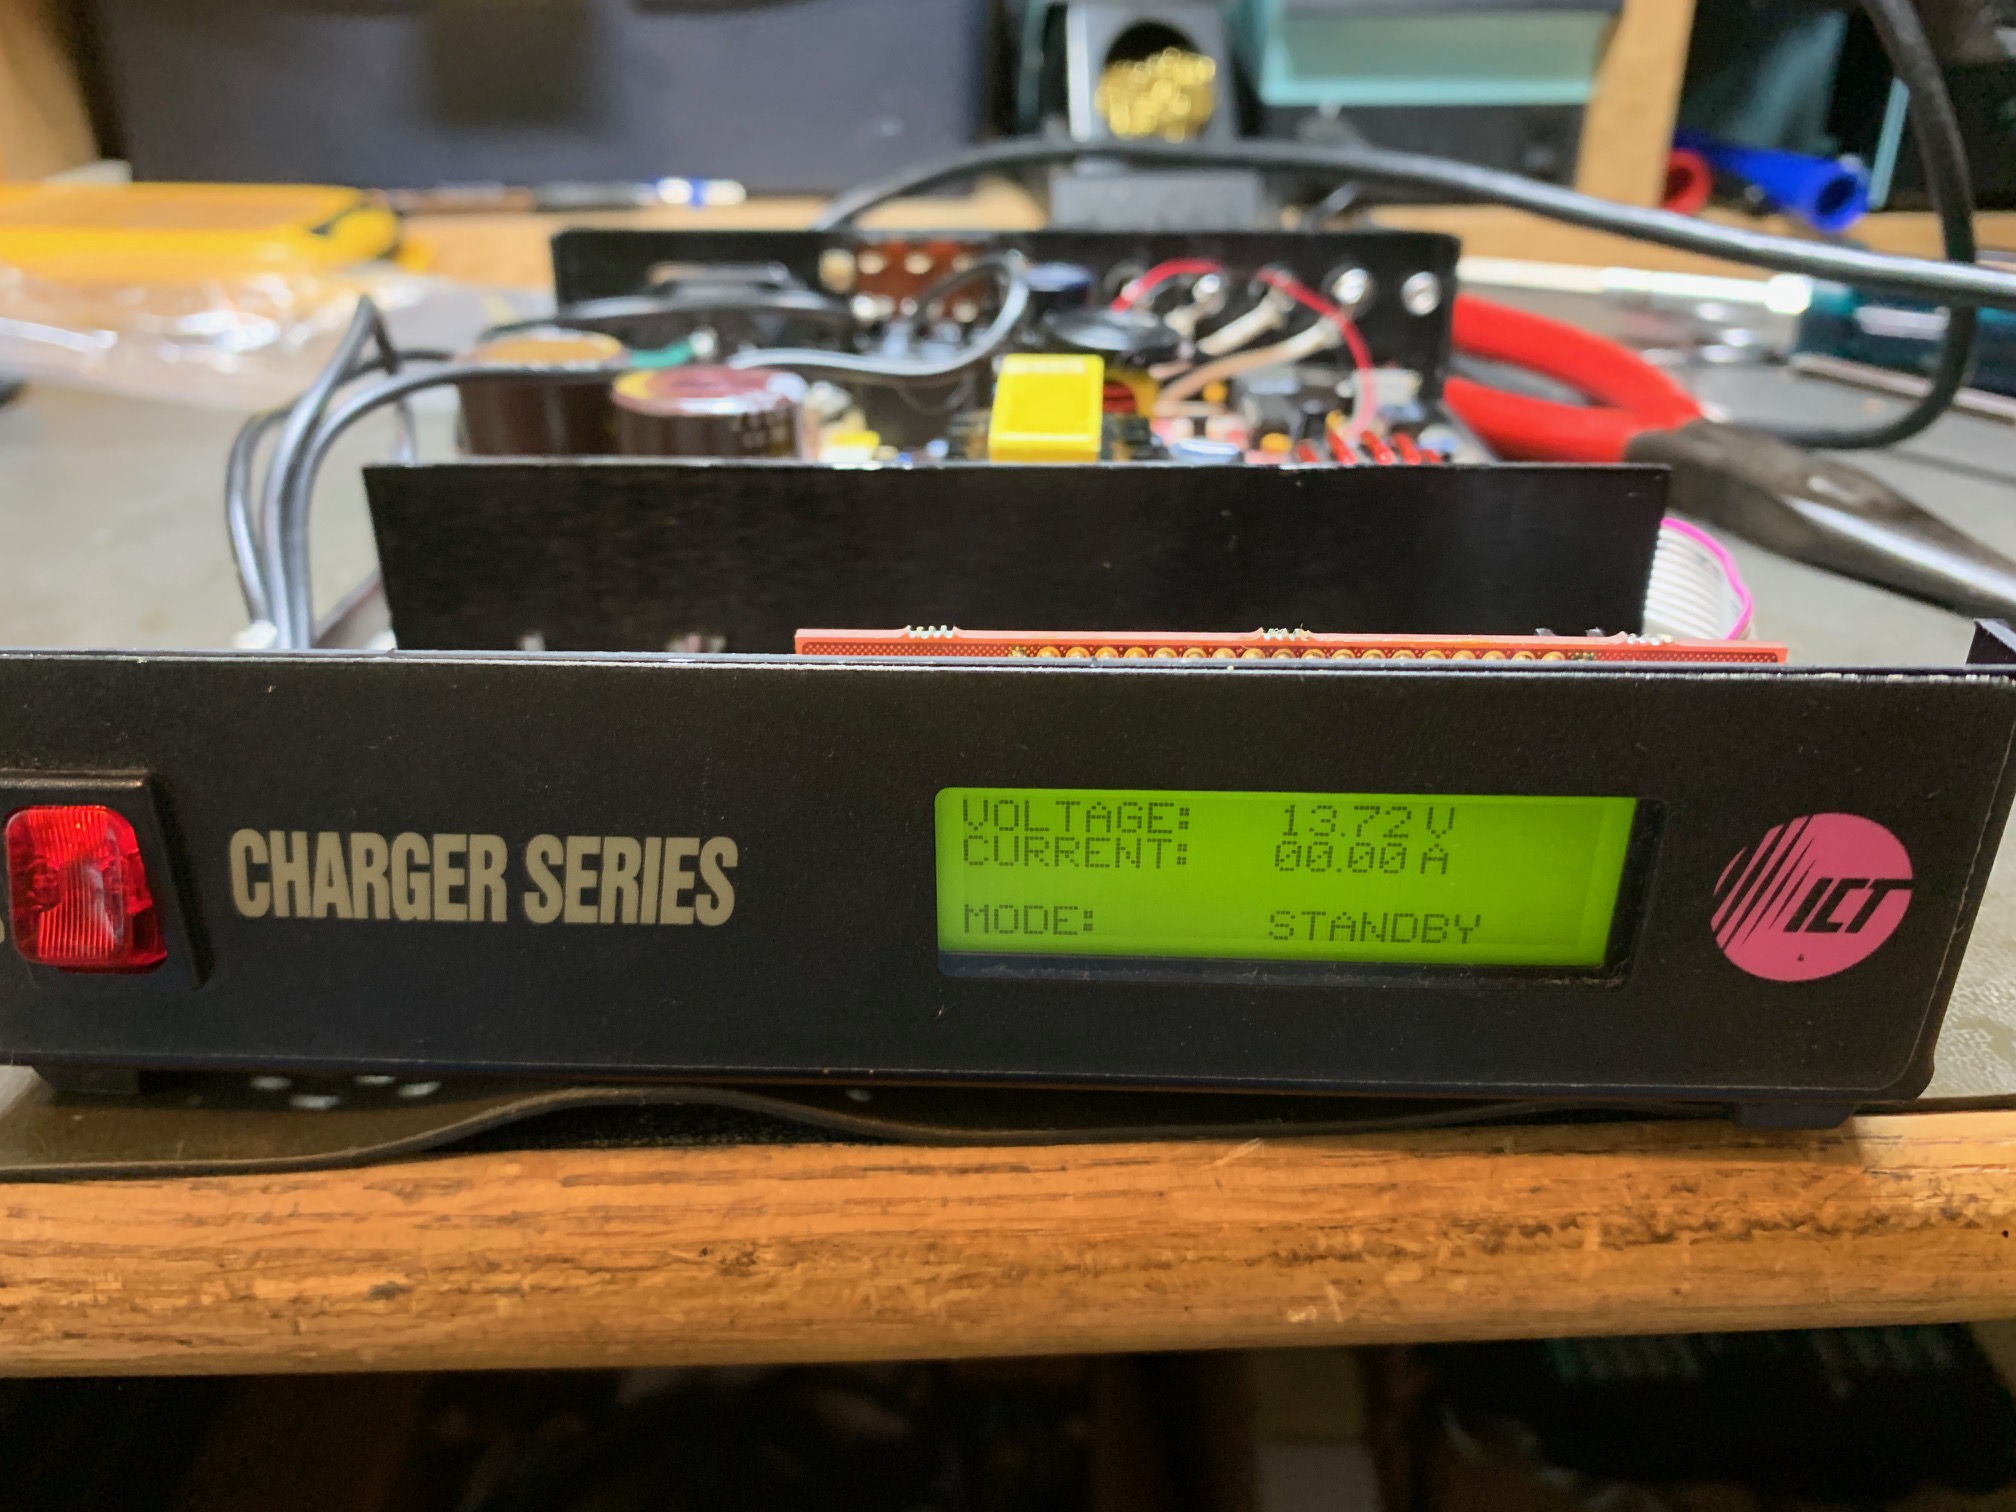 CHARGER SERIES
VOLTAGE: 13.72 V
CURRENT: 00.00 A
MODE: STANDBY
ICT